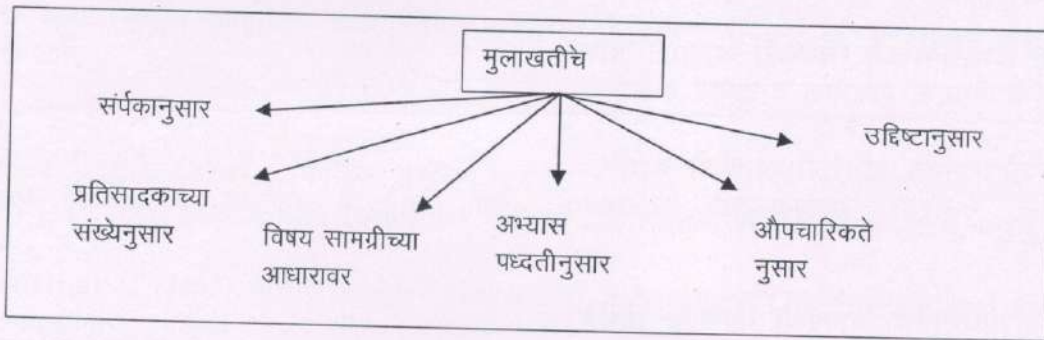 मुलाखतीचे
संर्पकानुसार
उद्दिष्टानुसार
प्रतिसादकाच्या
संख्येनुसार
विषय सामग्रीच्या
आधारावर
अभ्यास
पध्दतीनुसार
औपचारिकते
नुसार